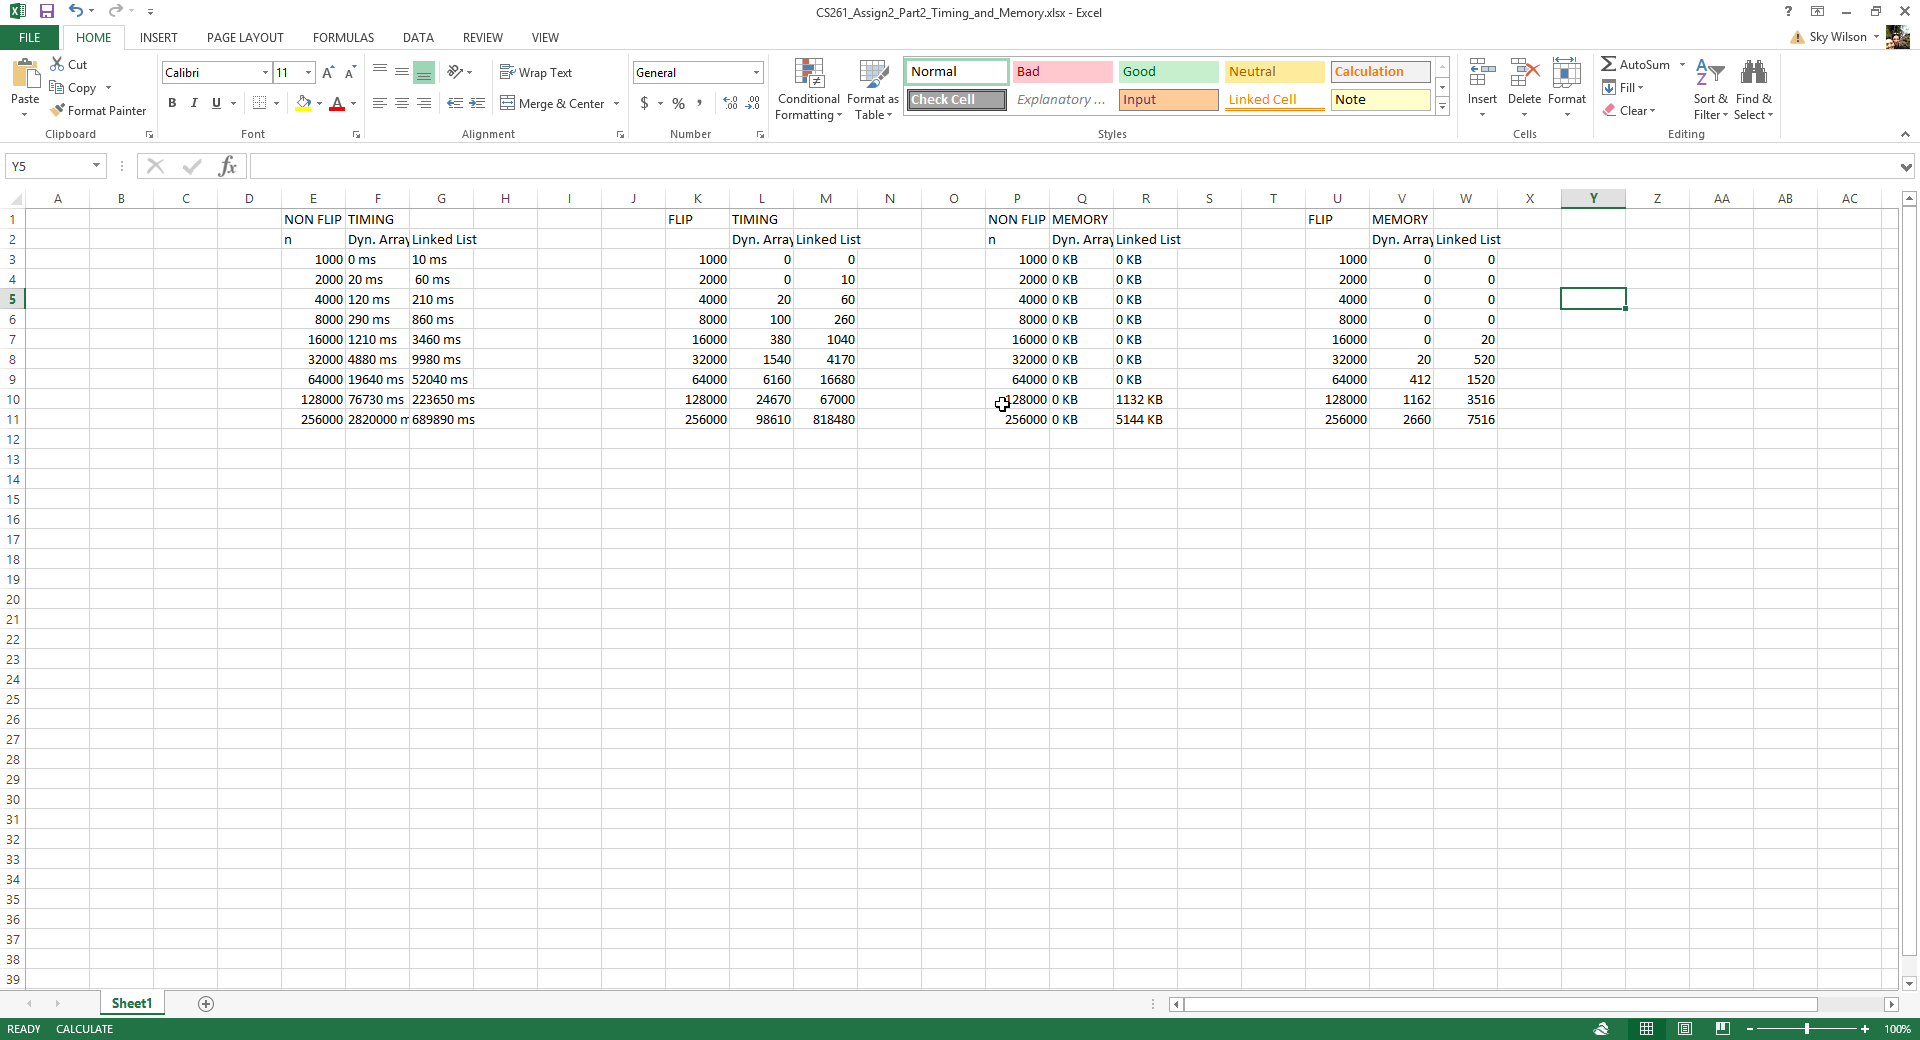 CS261_Assign2_Part2_Timing_and_Memory.xlsx - Excel
FILE HOME INSERT PAGE LAYOUT FORMULAS DATA REVIEW VIEW Sky Wilson
Cut
Copy
Format Painter
Paste
Clipboard
Calibri 11
B I U
Font
Wrap Text
Merge & Center
Alignment
General
$ % ,
Number
Conditional Formatting
Format as Table
Normal Bad Good Neutral Calculation
Check Cell Explanatory ... Input Linked Cell Note
Styles
Insert Delete Format
Cells
AutoSum
Fill
Clear
Sort & Filter
Find & Select
Editing
Y5 fx
A B C D E F G H I J K L M N O P Q R S T U V W X Y Z AA AB AC
1 NON FLIP TIMING FLIP TIMING NON FLIP MEMORY FLIP MEMORY
2 n Dyn. Array Linked List Dyn. Array Linked List n Dyn. Array Linked List Dyn. Array Linked List
3 1000 0 ms 10 ms 1000 0 0 1000 0 KB 0 KB 1000 0 0
4 2000 20 ms 60 ms 2000 0 10 2000 0 KB 0 KB 2000 0 0
5 4000 120 ms 210 ms 4000 20 60 4000 0 KB 0 KB 4000 0 0
6 8000 290 ms 860 ms 8000 100 260 8000 0 KB 0 KB 8000 0 0
7 16000 1210 ms 3460 ms 16000 380 1040 16000 0 KB 0 KB 16000 0 20
8 32000 4880 ms 9980 ms 32000 1540 4170 32000 0 KB 0 KB 32000 20 520
9 64000 19640 ms 52040 ms 64000 6160 16680 64000 0 KB 0 KB 64000 412 1520
10 128000 76730 ms 223650 ms 128000 24670 67000 128000 0 KB 1132 KB 128000 1162 3516
11 256000 2820000 m 689890 ms 256000 98610 818480 256000 0 KB 5144 KB 256000 2660 7516
12
13
14
15
16
17
18
19
20
21
22
23
24
25
26
27
28
29
30
31
32
33
34
35
36
37
38
39
Sheet1
READY CALCULATE 100%